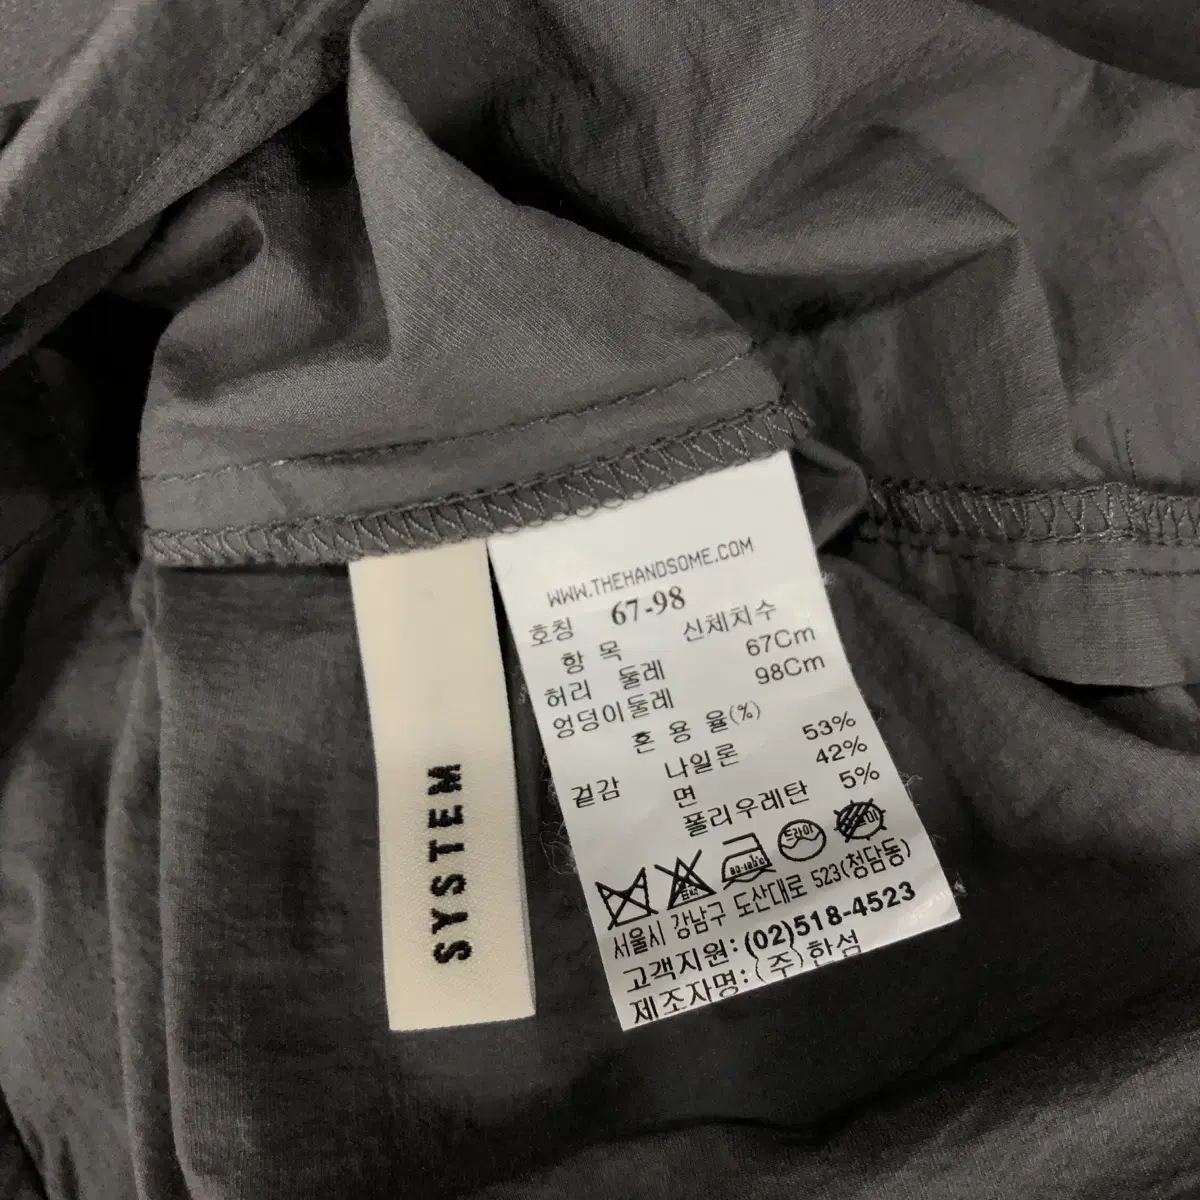 SYSTEM
WWW.THEHANDSOME.COM
호칭 67-98
항 목 신체치수
허리 둘레 67Cm
엉덩이둘레 98Cm
혼 용 율(%)
겉감 나일론 53%
면 42%
폴리우레탄 5%
드라이
서울시 강남구 도산대로 523(청담동)
고객지원: (02)518-4523
제조자명: (주)한섬